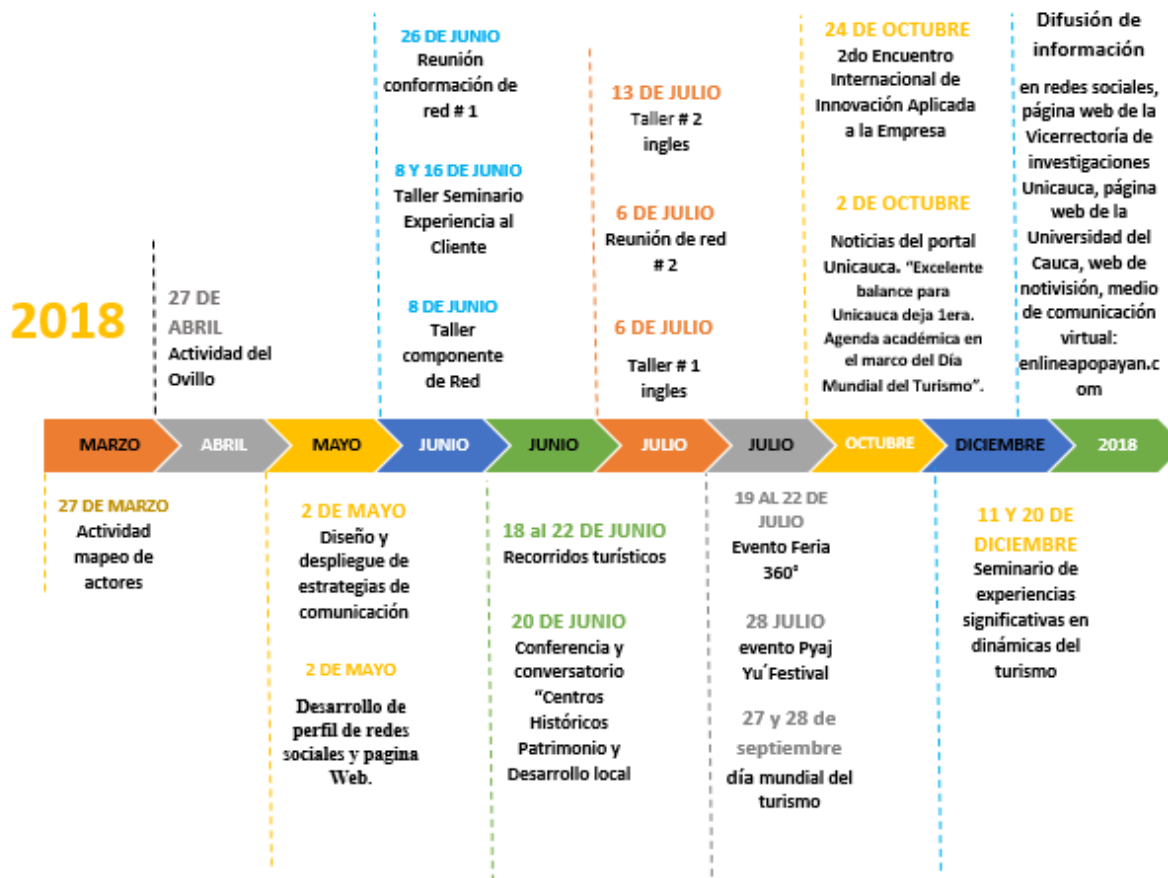 2018
27 DE
ABRIL
Actividad del
Ovillo
26 DE JUNIO
Reunión
conformación de
red # 1
8 Y 16 DE JUNIO
Taller Seminario
Experiencia al
Cliente
8 DE JUNIO
Taller
componente
de Red
13 DE JULIO
Taller # 2
ingles
6 DE JULIO
Reunión de red
# 2
6 DE JULIO
Taller # 1
ingles
24 DE OCTUBRE
2do Encuentro
Internacional de
Innovación Aplicada
a la Empresa
2 DE OCTUBRE
Noticias del portal
Unicauca. “Excelente
balance para
Unicauca deja 1era.
Agenda académica en
el marco del Día
Mundial del Turismo”.
Difusión de
información
en redes sociales,
página web de la
Vicerrectoría de
investigaciones
Unicauca, página
web de la
Universidad del
Cauca, web de
notivisión, medio
de comunicación
virtual:
enlineapopayan.c
om
MARZO ABRIL MAYO JUNIO JUNIO JULIO JULIO OCTUBRE DICIEMBRE 2018
27 DE MARZO
Actividad
mapeo de
actores
2 DE MAYO
Diseño y
despliegue de
estrategias de
comunicación
2 DE MAYO
Desarrollo de
perfil de redes
sociales y pagina
Web.
18 al 22 DE JUNIO
Recorridos turísticos
20 DE JUNIO
Conferencia y
conversatorio
“Centros
Históricos
Patrimonio y
Desarrollo local
19 AL 22 DE
JULIO
Evento Feria
360°
28 JULIO
evento Pyaj
Yu´Festival
27 y 28 de
septiembre
día mundial del
turismo
11 Y 20 DE
DICIEMBRE
Seminario de
experiencias
significativas en
dinámicas del
turismo